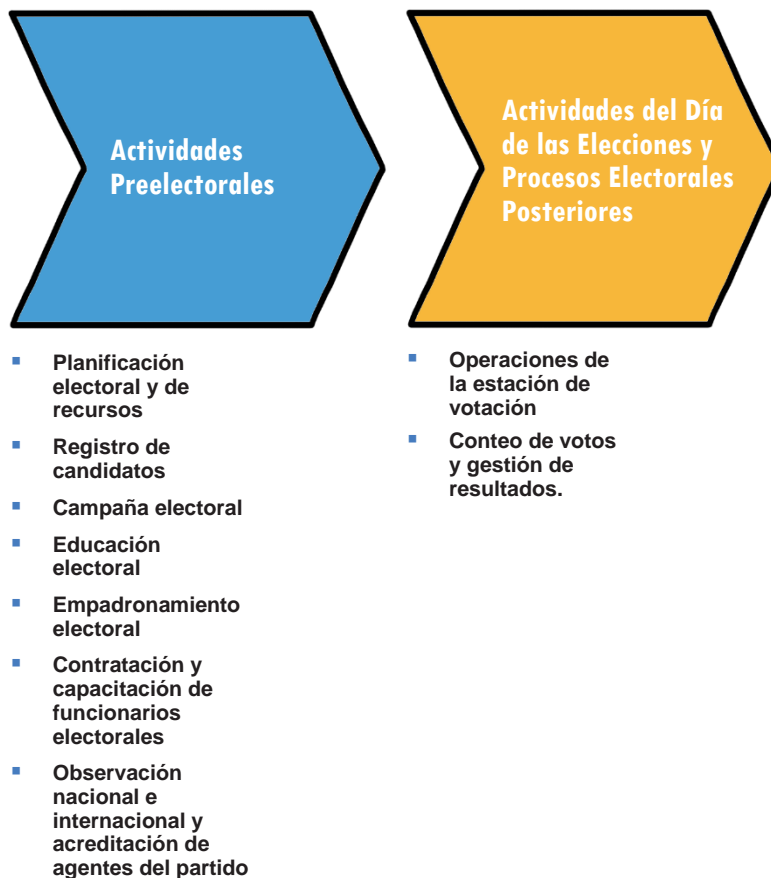 Actividades
Preelectorales
Actividades del Día
de las Elecciones y
Procesos Electorales
Posteriores
▪ Planificación
electoral y de
recursos
▪ Registro de
candidatos
▪ Campaña electoral
▪ Educación
electoral
▪ Empadronamiento
electoral
▪ Contratación y
capacitación de
funcionarios
electorales
▪ Observación
nacional e
internacional y
acreditación de
agentes del partido
▪ Operaciones de
la estación de
votación
▪ Conteo de votos
y gestión de
resultados.